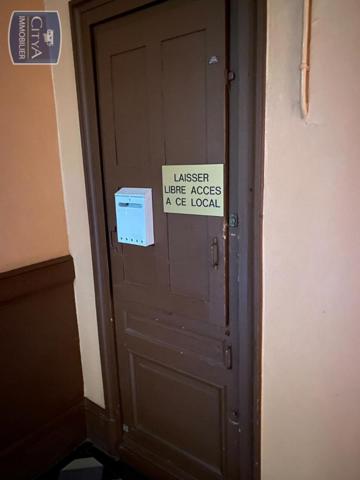 CITYA
IMMOBILIER
LAISSER
LIBRE ACCES
A CE LOCAL